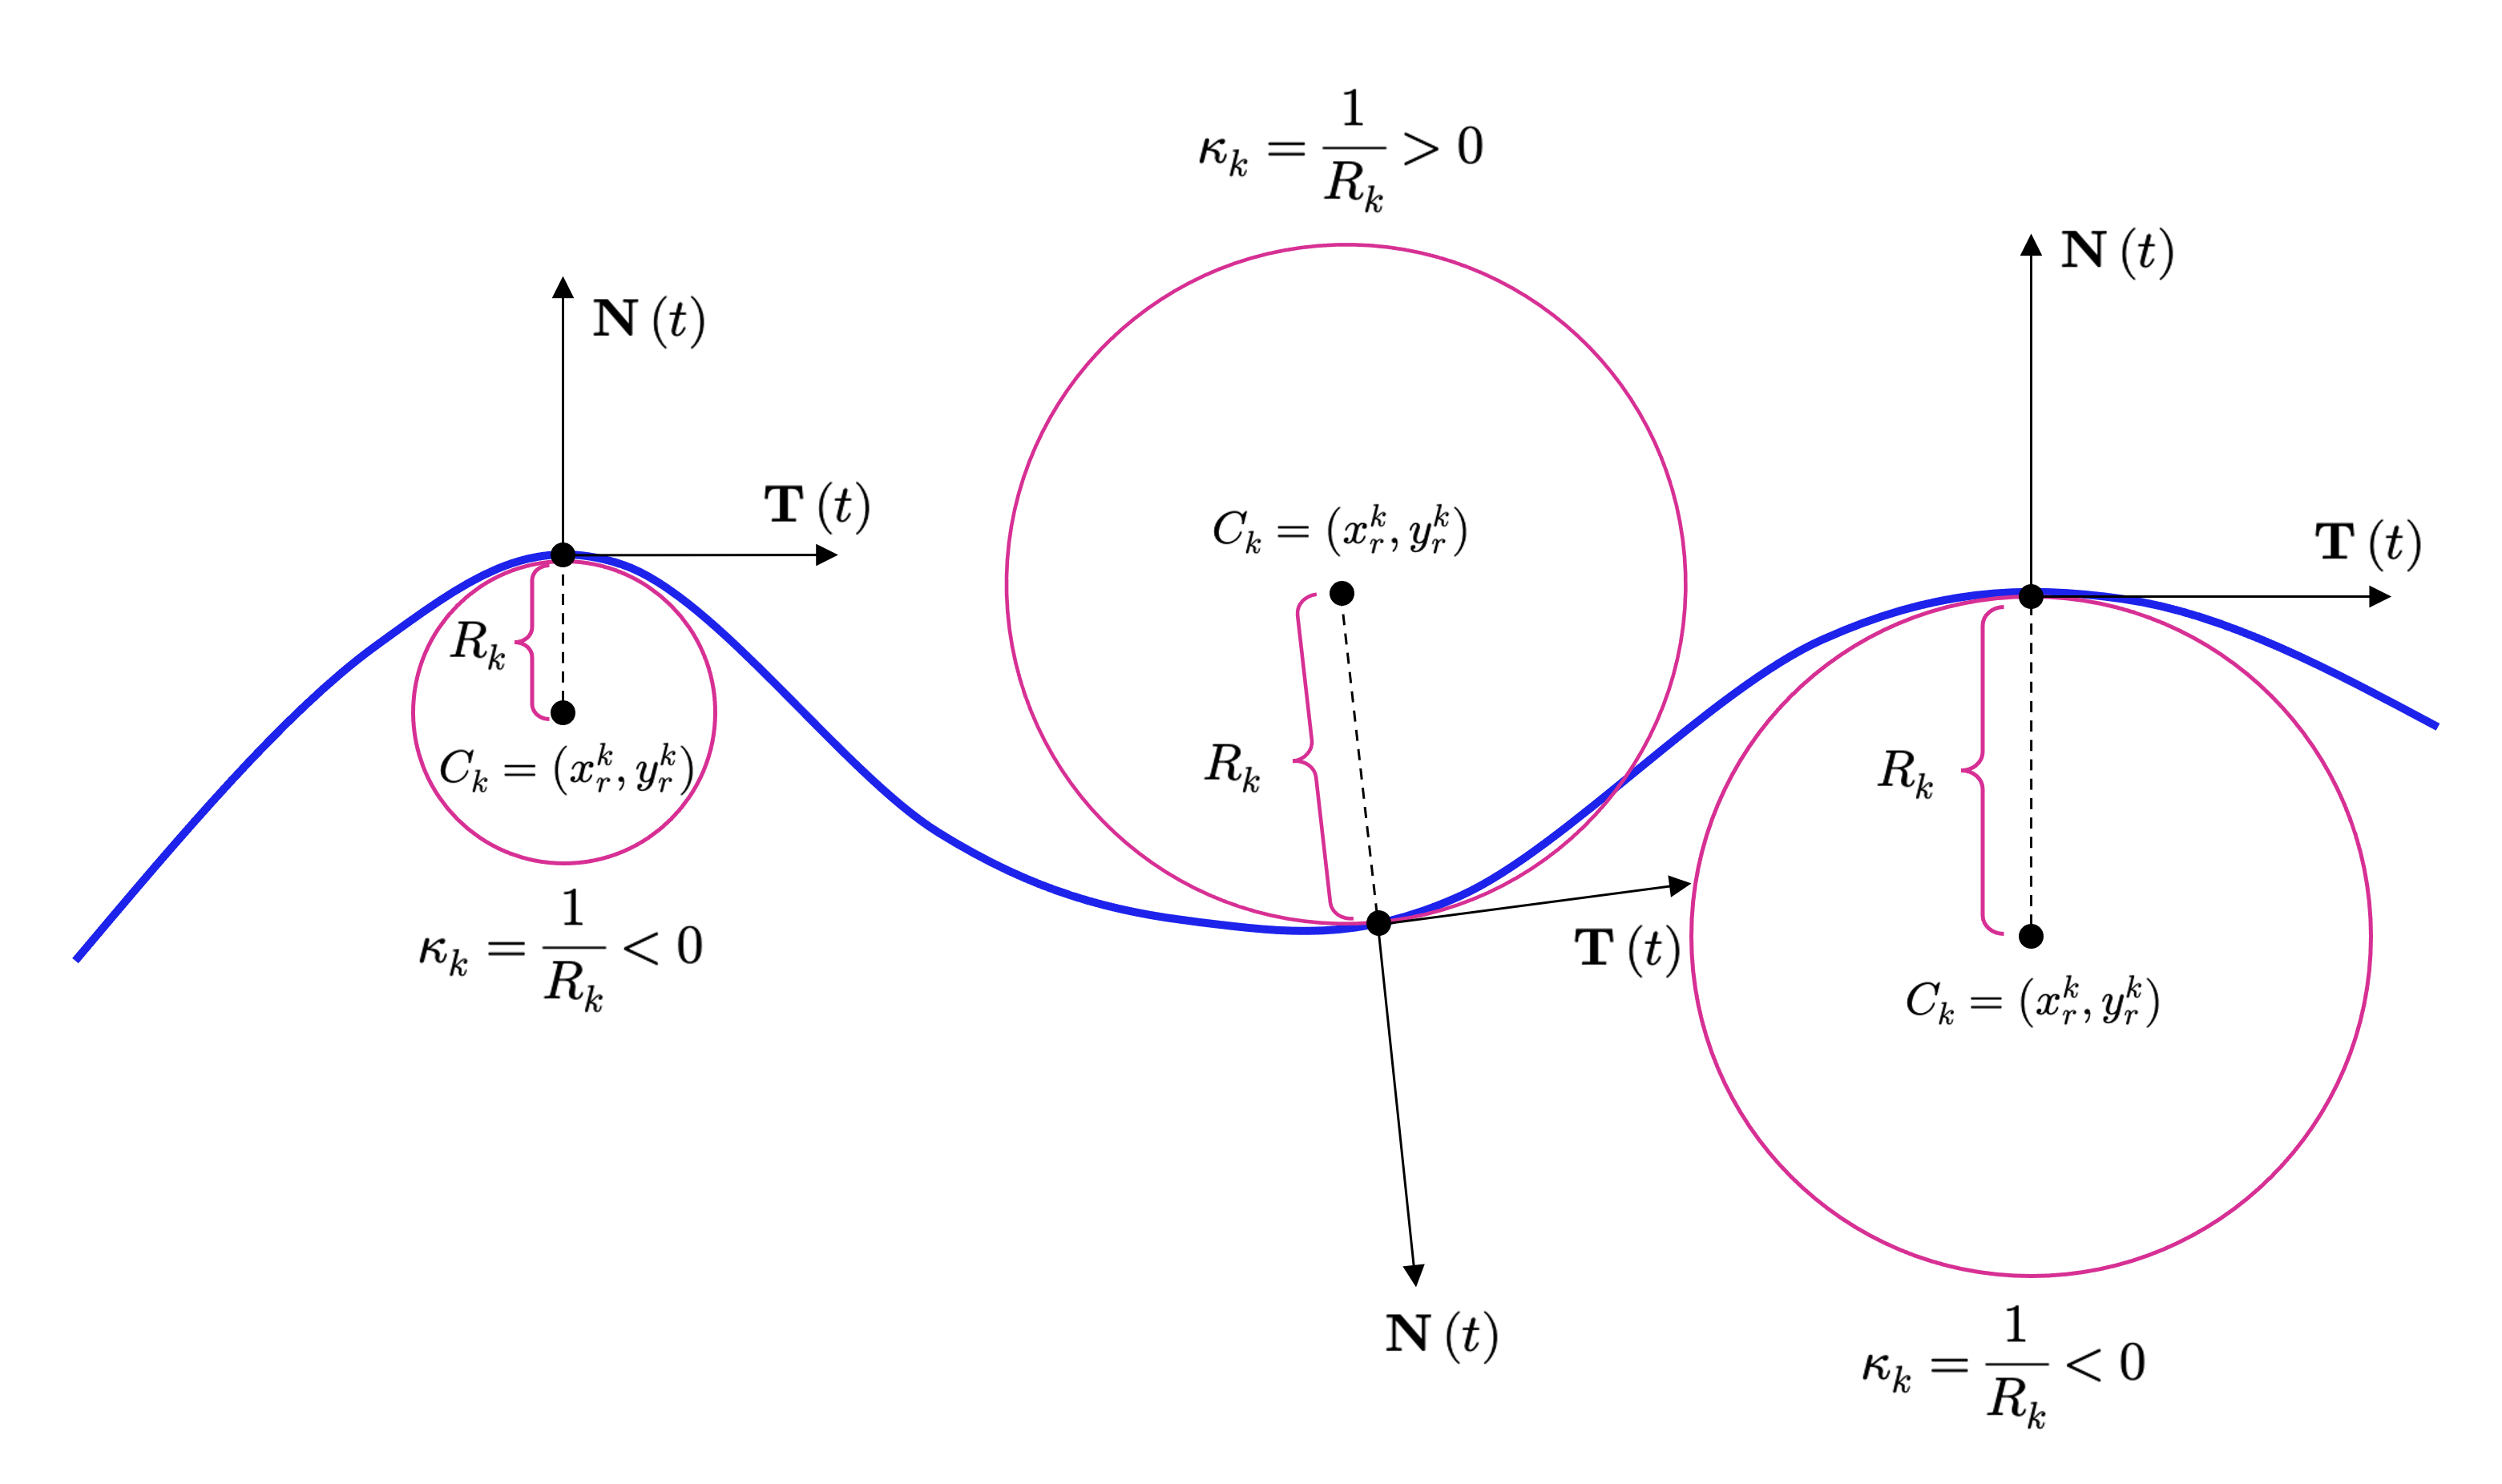 κ_k = 1/R_k > 0
N(t)
N(t)
T(t)
C_k = (x_r^k, y_r^k)
T(t)
R_k
C_k = (x_r^k, y_r^k)
R_k
R_k
κ_k = 1/R_k < 0
T(t)
C_k = (x_r^k, y_r^k)
N(t)
κ_k = 1/R_k < 0